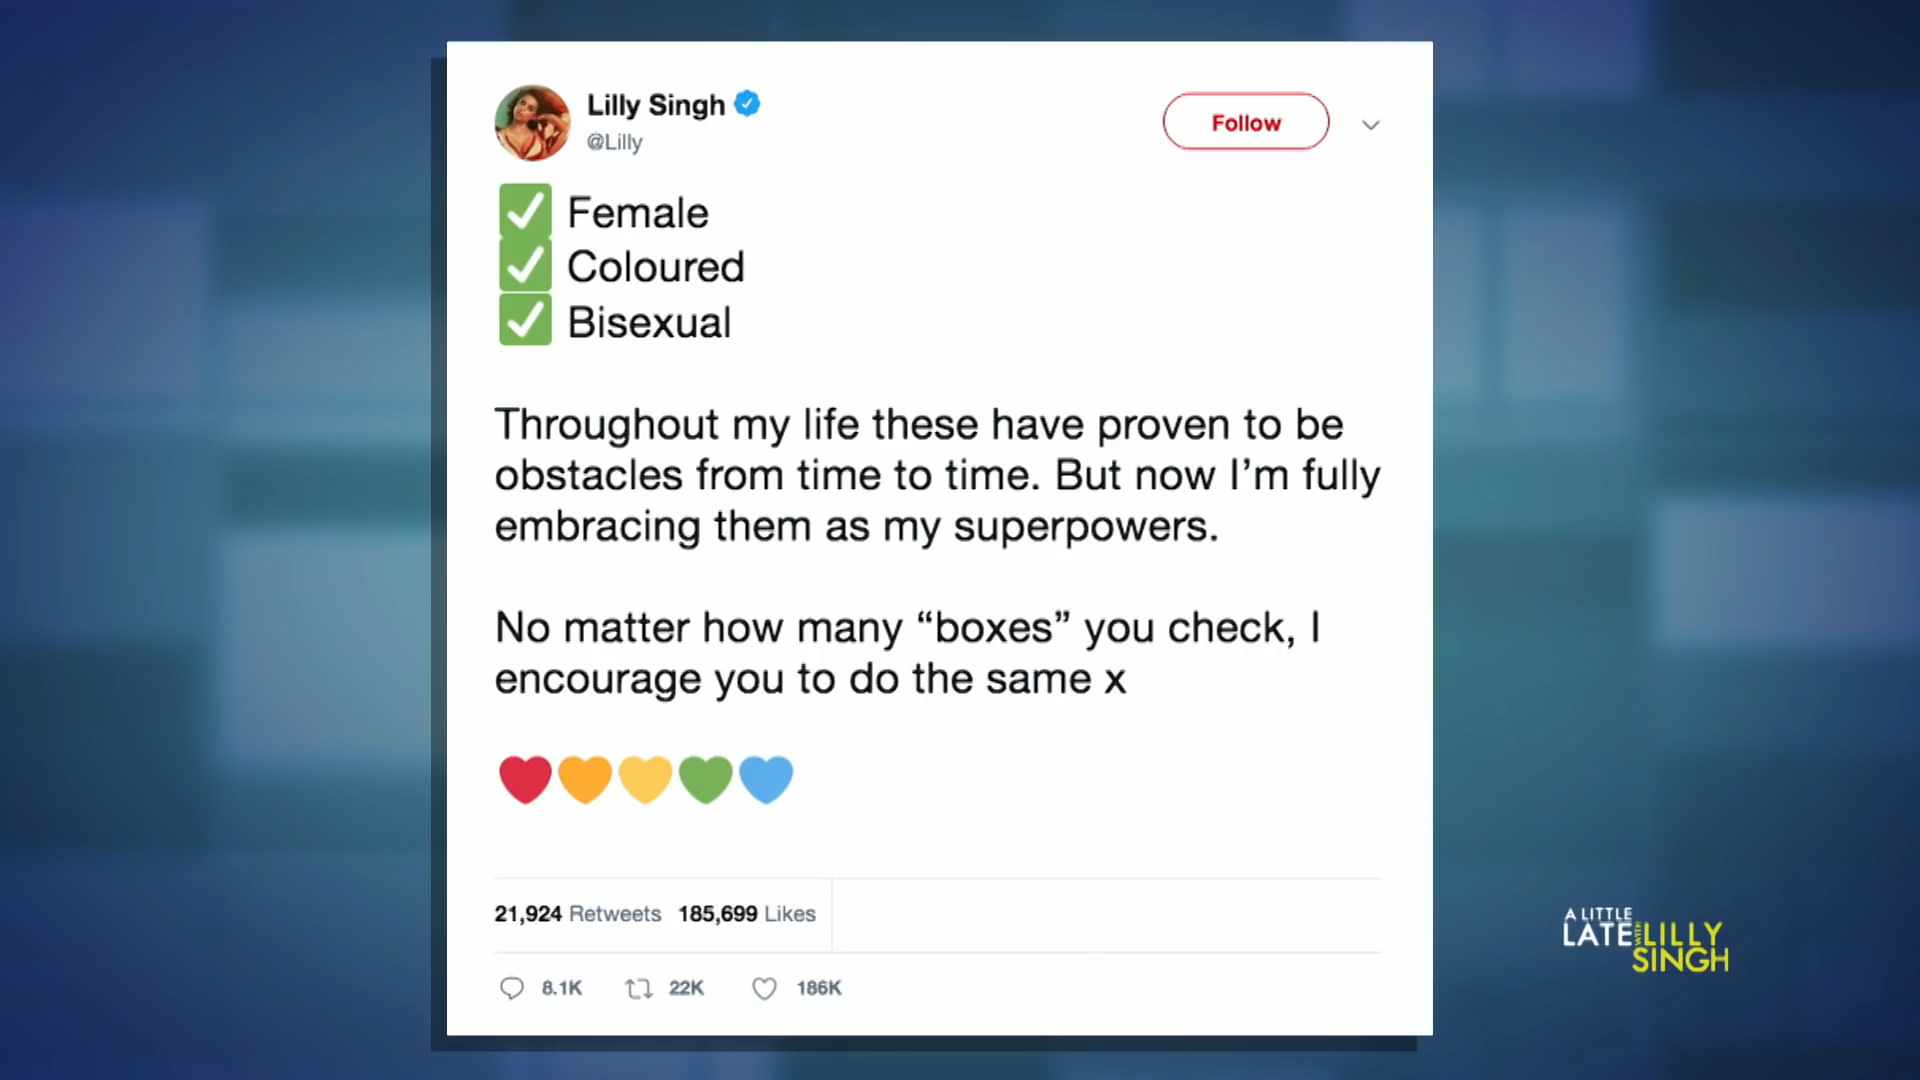 Lilly Singh
@Lilly
Follow
✅ Female
✅ Coloured
✅ Bisexual
Throughout my life these have proven to be
obstacles from time to time. But now I’m fully
embracing them as my superpowers.
No matter how many “boxes” you check, I
encourage you to do the same x
❤️🧡💛💚💙
21,924 Retweets 185,699 Likes
8.1K 22K 186K
A LITTLE
LATE WITH LILLY
SINGH